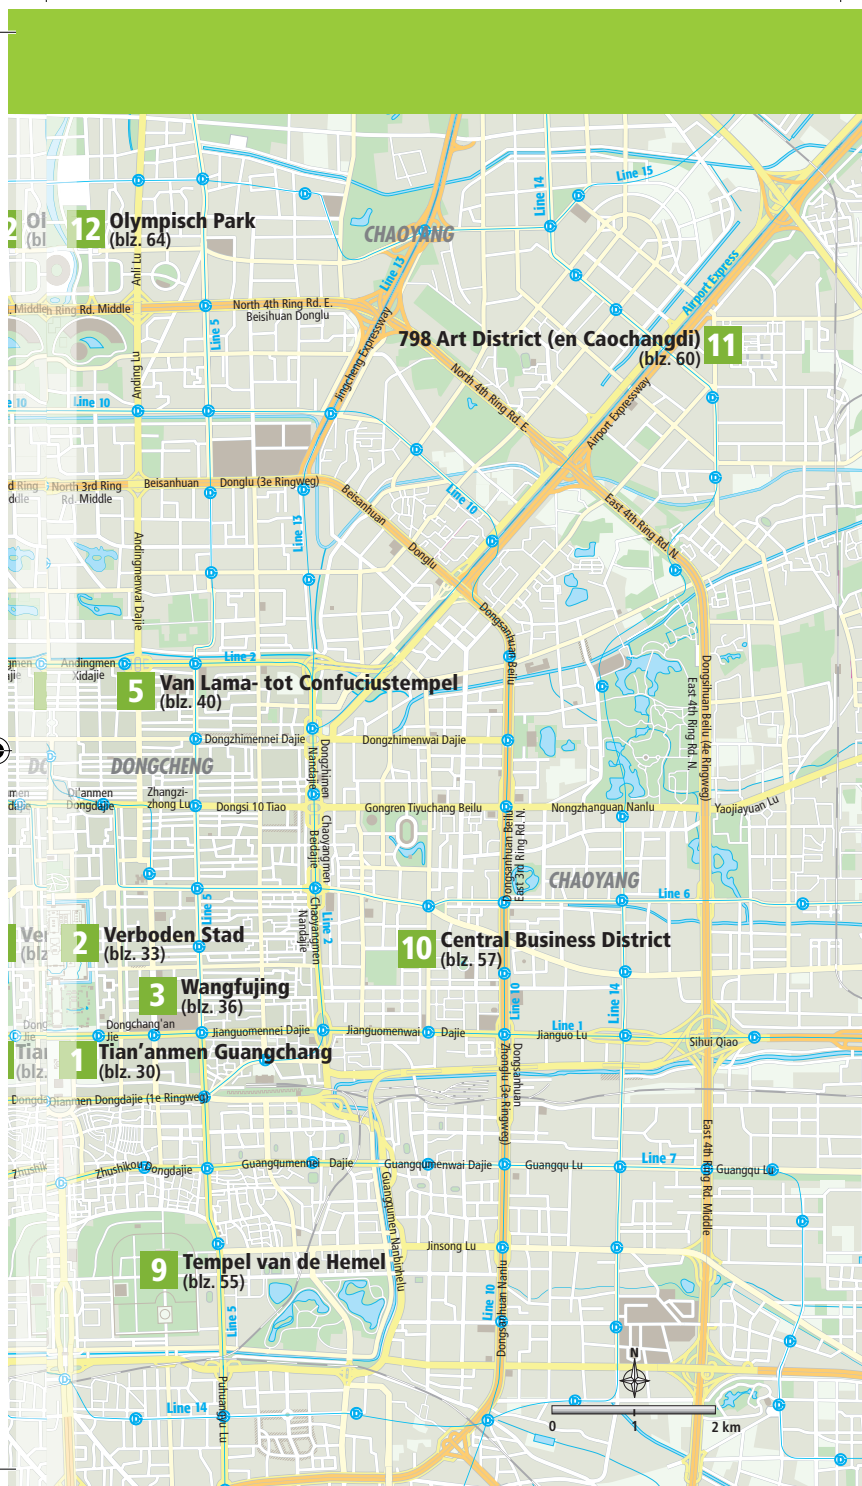 Line 15
Line 14
12 Olympisch Park
(blz. 64)
CHAOYANG
Anli Lu
Line 13
Airport Express
North 4th Ring Rd. E.
Beisihuan Donglu
Ring Rd. Middle
Line 5
Jingcheng Expressway
798 Art District (en Caochangdi) 11
(blz. 60)
Anding Lu
North 4th Ring Rd. E.
Line 10
Airport Expressway
North 3rd Ring
Rd. Middle
Beisanhuan
Donglu (3e Ringweg)
Beisanhuan
Line 10
Line 13
Donglu
East 4th Ring Rd. N.
Andingmenwai Dajie
Dongsanhuan Beilu
Line 2
Andingmen
Xidajie
5 Van Lama- tot Confuciustempel
(blz. 40)
Dongsihuan Beilu (4e Ringweg)
East 4th Ring Rd. N.
Dongzhimennei Dajie
Dongzhimenwai Dajie
Dongzhimen
Nandajie
DONGCHENG
Di'anmen
Dongdajie
Zhangzi-
zhong Lu
Dongsi 10 Tiao
Gongren Tiyuchang Beilu
Nongzhanguan Nanlu
Yaojiayuan Lu
Chaoyangmen
Beidajie
Dongsanhuan Beilu
East 3rd Ring Rd. N.
CHAOYANG
Line 5
Line 6
Chaoyangmen
Nandajie
Line 2
2 Verboden Stad
(blz. 33)
10 Central Business District
(blz. 57)
3 Wangfujing
(blz. 36)
Line 10
Line 14
Dongchang'an
Jie
Jianguomennei Dajie
Jianguomenwai Dajie
Line 1
Jianguo Lu
Sihui Qiao
1 Tian'anmen Guangchang
(blz. 30)
Dongsanhuan
Zhonglu (3e Ringweg)
Qianmen Dongdajie (1e Ringweg)
East 4th Ring Rd. Middle
Zhushikou Dongdajie
Guangqumennei Dajie
Guangqumenwai Dajie
Guangqu Lu
Line 7
Guangqu Lu
Guangqumen Nanbinhelu
Jinsong Lu
9 Tempel van de Hemel
(blz. 55)
Line 5
Line 10
Dongsanhuan Nanlu
N
Line 14
Puhuangyu Lu
0 1 2 km